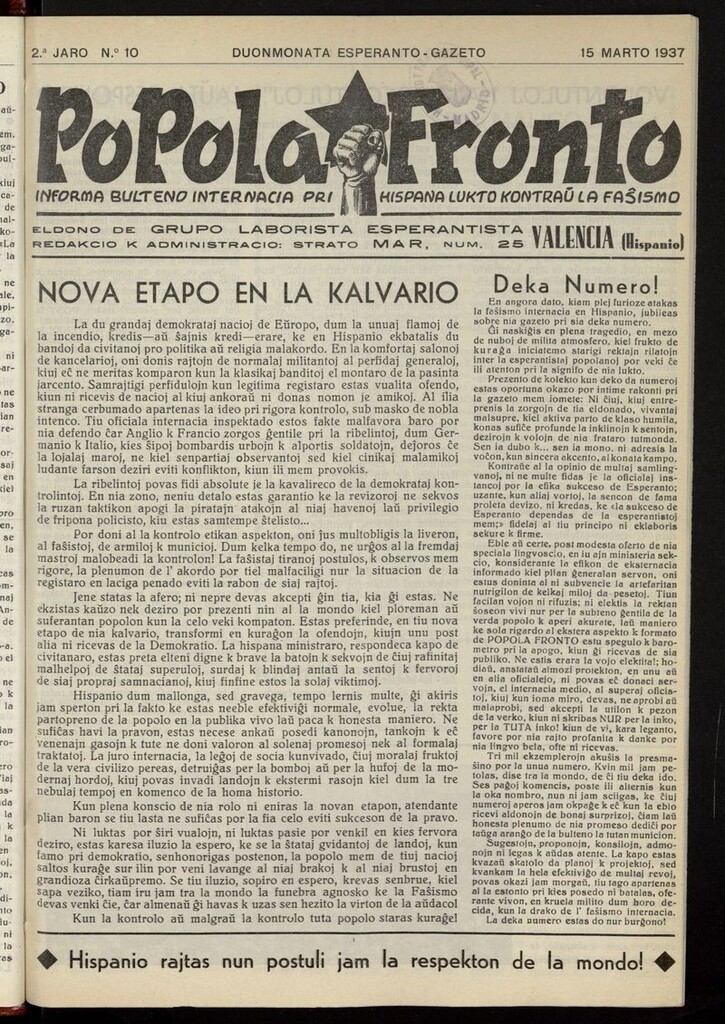 2.ª JARO N.º 10 DUONMONATA ESPERANTO-GAZETO 15 MARTO 1937
PoPola Fronto
INFORMA BULTENO INTERNACIA PRI HISPANA LUKTO KONTRAŬ LA FAŜISMO
ELDONO DE GRUPO LABORISTA ESPERANTISTA
REDAKCIO K ADMINISTRACIO: STRATO MAR, NUM. 25 VALENCIA (Hispanio)
NOVA ETAPO EN LA KALVARIO
La du grandaj demokrataj nacioj de Eŭropo, dum la unuaj flamoj de
la incendio, kredis—aŭ ŝajnis kredi—erare, ke en Hispanio ekbatalis du
bandoj da civitanoj pro politika aŭ religia malakordo. En la komfortaj salonoj
de kancelarioj, oni donis rajtojn de normalaj militantoj al perfidaj generaloj,
kiuj eĉ ne meritas komparon kun la klasikaj banditoj el montaro de la pasinta
jarcento. Samrajtigi perfidulojn kun legitima registaro estas vualita ofendo,
kiun ni ricevis de nacioj al kiuj ankoraŭ ni donas nomon je amikoj. Al ilia
stranga cerbumado apartenas la ideo pri rigora kontrolo, sub masko de nobla
intenco. Tiu oficiala internacia inspektado estos fakte malfavora baro por
nia defendo ĉar Anglio k Francio zorgos ĝentile pri la ribelintoj, dum Ger-
manio k Italio, kies ŝipoj bombardis urbojn k alportis soldatojn, deĵoros ĉe
la lojalaj maroj, ne kiel senpartiaj observantoj sed kiel cinikaj malamikoj
ludante farson deziri eviti konflikton, kiun ili mem provokis.
La ribelintoj povas fidi absolute je la kavalireco de la demokrataj kon-
trolintoj. En nia zono, neniu detalo estas garantio ke la revizoroj ne sekvos
la ruzan taktikon apogi la piratajn atakojn al niaj havenoj laŭ privilegio
de fripona policisto, kiu estas samtempe ŝtelisto...
Por doni al la kontrolo etikan aspekton, oni jus multobligis la liveron,
al faŝistoj, de armiloj k municioj. Dum kelka tempo do, ne urĝos al la fremdaj
mastroj malobeadi la kontrolon! La faŝistaj tiranoj postulos, k observos mem
rigore, la plenumon de l' akordo por tiel malfaciligi nur la situacion de la
registaro en laciga penado eviti la rabon de siaj rajtoj.
Jene statas la afero; ni nepre devas akcepti ĝin tia, kia ĝi estas. Ne
ekzistas kaŭzo nek deziro por prezenti nin al la mondo kiel ploreman aŭ
suferantan popolon kun la celo veki kompaton. Estas preferinde, en tiu nova
etapo de nia kalvario, transformi en kuraĝon la ofendojn, kiujn unu post
alia ni ricevas de la Demokratio. La hispana ministraro, respondeca kapo de
civitanaro, estas preta elteni digne k brave la batojn k sekvojn de ĉiuj rafinitaj
malhelpoj de ŝtataj superuloj, surdaj k blindaj antaŭ la sentoj k fervoroj
de siaj propraj samnacianoj, kiuj finfine estos la solaj viktimoj.
Hispanio dum mallonga, sed gravega, tempo lernis multe, ĝi akiris
jam sperton pri la fakto ke estas neeble efektiviĝi normale, evolue, la rekta
partopreno de la popolo en la publika vivo laŭ paca k honesta maniero. Ne
sufiĉas havi la pravon, estas necese ankaŭ posedi kanonojn, tankojn k eĉ
venenajn gasojn k tute ne doni valoron al solenaj promesoj nek al formalaj
traktatoj. La juro internacia, la leĝoj de socia kunvivado, ĉiuj moralaj fruktoj
de la vera civilizo pereas, detruiĝas per la bomboj aŭ per la hufoj de la mo-
dernaj hordoj, kiuj povas invadi landojn k ekstermi rasojn kiel dum la tre
nebulaj tempoj en komenco de la homa historio.
Kun plena konscio de nia rolo ni eniras la novan etapon, atendante
plian baron se tiu lasta ne sufiĉas por la fia celo eviti sukceson de la pravo.
Ni luktas por ŝiri vualojn, ni luktas pasie por venki! en kies fervora
deziro, estas karesa iluzio la espero, ke se la ŝtataj gvidantoj de landoj, kun
famo pri demokratio, senhonorigas postenon, la popolo mem de tiuj nacioj
saltos kuraĝe sur ilin por veni lavange al niaj brakoj k al niaj brustoj en
grandioza ĉirkaŭpremo. Se tiu iluzio, sopiro en espero, krevas senbrue, kiel
sapa veziko, tiam iru jam tra la mondo la funebra agnosko ke la Faŝismo
devas venki ĉie, ĉar almenaŭ ĝi havas k uzas sen hezito la virton de la aŭdaco!
Kun la kontrolo aŭ malgraŭ la kontrolo tuta popolo staras kuraĝe!
Deka Numero!
En angora dato, kiam plej furioze atakas
la faŝismo internacia en Hispanio, jubileas
sobre nia gazeto pri sia deka numero.
Ĝi naskiĝis en plena tragedio, en mezo
de nuboj de milita atmosfero, kiel frukto de
kuraĝa iniciatemo starigi rektajn rilatojn
inter la esperantistaj popolanoj por veki ĉe
ili atenton pri la signifo de nia lukto.
Prezento de kolekto kun deko da numeroj
estas oportuna okazo por intime rakonti pri
la gazeto mem iomete: Ni ĉiuj, kiuj entre-
prenis la zorgojn de tia eldonado, vivantaj
malsupre, kiel aktiva parto de klaso humila,
konas sufiĉe profunde la inklinojn k sentojn,
dezirojn k volojn de nia frataro tutmonda.
Sen ia dubo k... sen ia mono, ni adresis la
voĉon, kun sincera akcento, al konata kampo.
Kontraŭe al la opinio de multaj samling-
vanoj, ni ne multe fidas je la oficialaj ins-
tancoj por la efika sukceso de Esperanto;
uzante, kun aliaj vortoj, la sencon de fama
proleta devizo, ni kredas, ke «la sukceso de
Esperanto dependas de la esperantistoj
mem;» fidelaj al tiu principo ni eklaboris
sekure k firme.
Eble aŭ certe, post modesta oferto de nia
speciala lingvoscio, en iu ajn ministeria sek-
cio, konsiderante la efikon de eksternacia
informado kiel plian generalan servon, oni
estus doninta al ni subvencie la artefaritan
nutrigilon de kelkaj miloj da pesetoj. Tiun
facilan vojon ni rifuzis; ni elektis la rektan
ŝoseon vivi nur per la subteno ĝentila de la
verda popolo k aperi akurate, laŭ maniero
ke sola rigardo al ekstera aspekto k formato
de POPOLA FRONTO estu spegulo k baro-
metro pri la apogo, kiun ĝi ricevas de sia
publiko. Ne estis erara la vojo elektita!; ho-
diaŭ, anstataŭ almozi protekton, en unu aŭ
en alia oficialejo, ni povas eĉ donaci ser-
vojn, el internacia medio, al superaj oficis-
toj, kiuj kun ioma miro, devas, ne aprobi aŭ
malaprobi, sed akcepti la utilon k pezon
de la verko, kiun ni skribas NUR per la inko,
por la TUTA inko! kiun de vi, kara leganto,
favore por nia rajto profanita k danke por
nia lingvo bela, ofte ni ricevas.
Tri mil ekzemplerojn akuŝis la presma-
ŝino por la unua numero. Kvin mil jam pe-
tolas, dise tra la mondo, de ĉi tiu deka ido.
Ses paĝoj komencis, poste ili alternis kun
la oka nombro, nun ni jam sciigas, ke ĉiuj
numeroj aperos jam okpaĝe k eĉ kun la eblo
ricevi aldonojn de bonaj surprizoj, ĉiam laŭ
honesta plenumo de nia promeso dediĉi por
taŭga aranĝo de la bulteno la tutan municion.
Sugestojn, proponojn, konsilojn, admo-
nojn ni legas k aŭdas atente. La kapo estas
kvazaŭ skatolo da planoj k projektoj, sed
kvankam la hela efektiviĝo de multaj revoj,
povas okazi jam morgaŭ, tiu tago apartenas
al la estonto pri kies posedo ni batalas, ofe-
rante vivon, en kruela milito dum horo de-
cida, kun la drako de l' faŝismo internacia.
La deka numero estas do nur burĝono!
◆ Hispanio rajtas nun postuli jam la respekton de la mondo! ◆